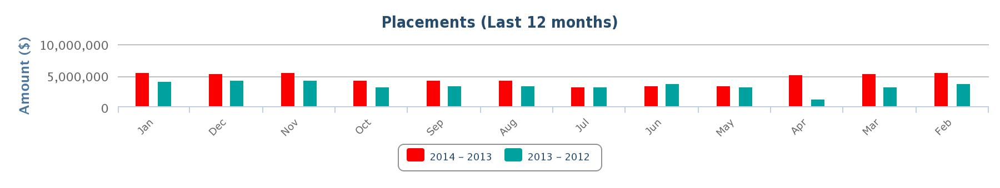 Placements (Last 12 months)
Amount ($)
10,000,000
5,000,000
0
Jan
Dec
Nov
Oct
Sep
Aug
Jul
Jun
May
Apr
Mar
Feb
2014 – 2013
2013 – 2012